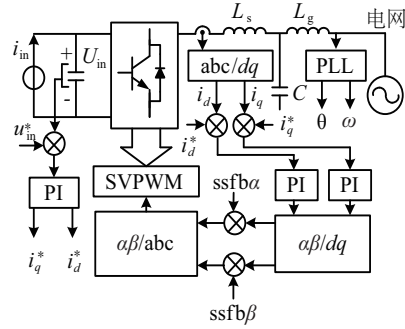 L_s L_g 电网
i_in + U_in abc/dq PLL
-
i_d i_q C θ ω
u*_in i*_d i*_q
PI SVPWM ssfbα PI PI
i*_q i*_d αβ/abc αβ/dq
ssfbβ